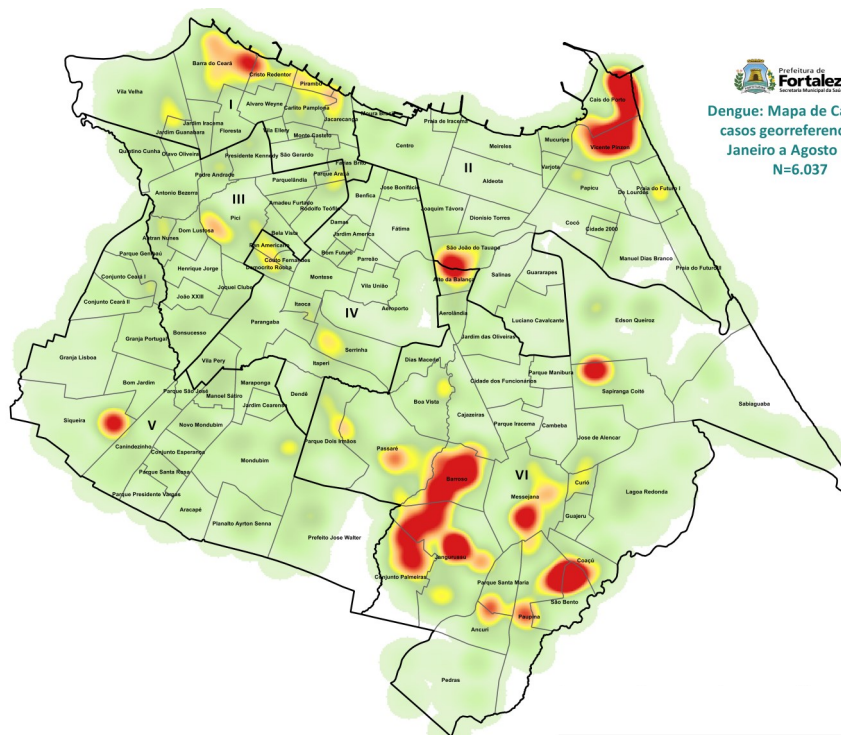 Prefeitura de
Fortalez
Secretaria Municipal da Saú
Dengue: Mapa de Ca
casos georreferenc
Janeiro a Agosto
N=6.037
Barra do Ceará
Cristo Redentor
Pirambu
Vila Velha
I
Alvaro Weyne
Carlito Pamplona
Jacarecanga
Moura Brasil
Jardim Iracema
Jardim Guanabara
Floresta
Vila Ellery
Monte Castelo
Quintino Cunha
Olavo Oliveira
Presidente Kennedy
São Gerardo
Farias Brito
Centro
Praia de Iracema
Meireles
Mucuripe
Cais do Porto
Vicente Pinzon
Varjota
II
Aldeota
Papicu
De Lourdes
Praia do Futuro I
Padre Andrade
Parquelândia
Parque Araxá
Antonio Bezerra
III
Amadeu Furtado
Rodolfo Teófilo
Benfica
Jose Bonifácio
Joaquim Távora
Dionisio Torres
Pici
Dom Lustosa
Bela Vista
Damas
Jardim America
Fátima
Cocó
Cidade 2000
Autran Nunes
Pan Americano
Couto Fernandes
Bom Futuro
Parreão
São João do Tauape
Manuel Dias Branco
Praia do Futuro II
Parque Genibaú
Henrique Jorge
Democrito Rocha
Montese
Vila União
Alto da Balança
Salinas
Guararapes
Conjunto Ceará I
João XXIII
Joquei Clube
Conjunto Ceará II
Itaoca
IV
Aeroporto
Aerolândia
Luciano Cavalcante
Edson Queiroz
Parangaba
Bonsucesso
Granja Portugal
Jardim das Oliveiras
Serrinha
Granja Lisboa
Vila Pery
Itaperi
Dias Macedo
Parque Manibura
Sapiranga Coité
Sabiaguaba
Bom Jardim
Parque São José
Maraponga
Dendê
Cidade dos Funcionários
Manoel Sátiro
Jardim Cearense
Boa Vista
Cajazeiras
Siqueira
V
Novo Mondubim
Parque Iracema
Cambeba
Canindezinho
Parque Dois Irmãos
Jose de Alencar
Conjunto Esperança
Mondubim
Passaré
Parque Santa Rosa
Barroso
VI
Messejana
Curió
Lagoa Redonda
Parque Presidente Vargas
Aracapé
Planalto Ayrton Senna
Guajeru
Prefeito Jose Walter
Jangurussu
Conjunto Palmeiras
Coaçu
Parque Santa Maria
São Bento
Paupina
Ancuri
Pedras